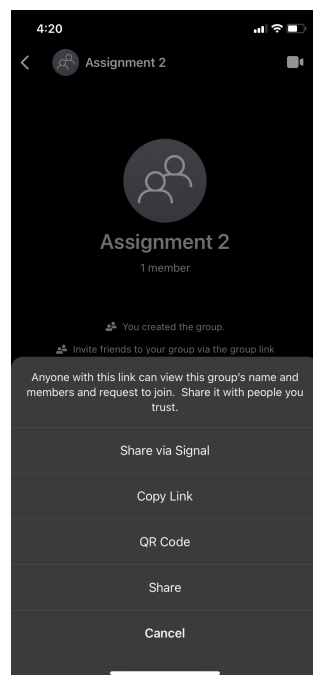 4:20
Assignment 2
Assignment 2
1 member
You created the group.
Invite friends to your group via the group link
Anyone with this link can view this group's name and
members and request to join.  Share it with people you
trust.
Share via Signal
Copy Link
QR Code
Share
Cancel